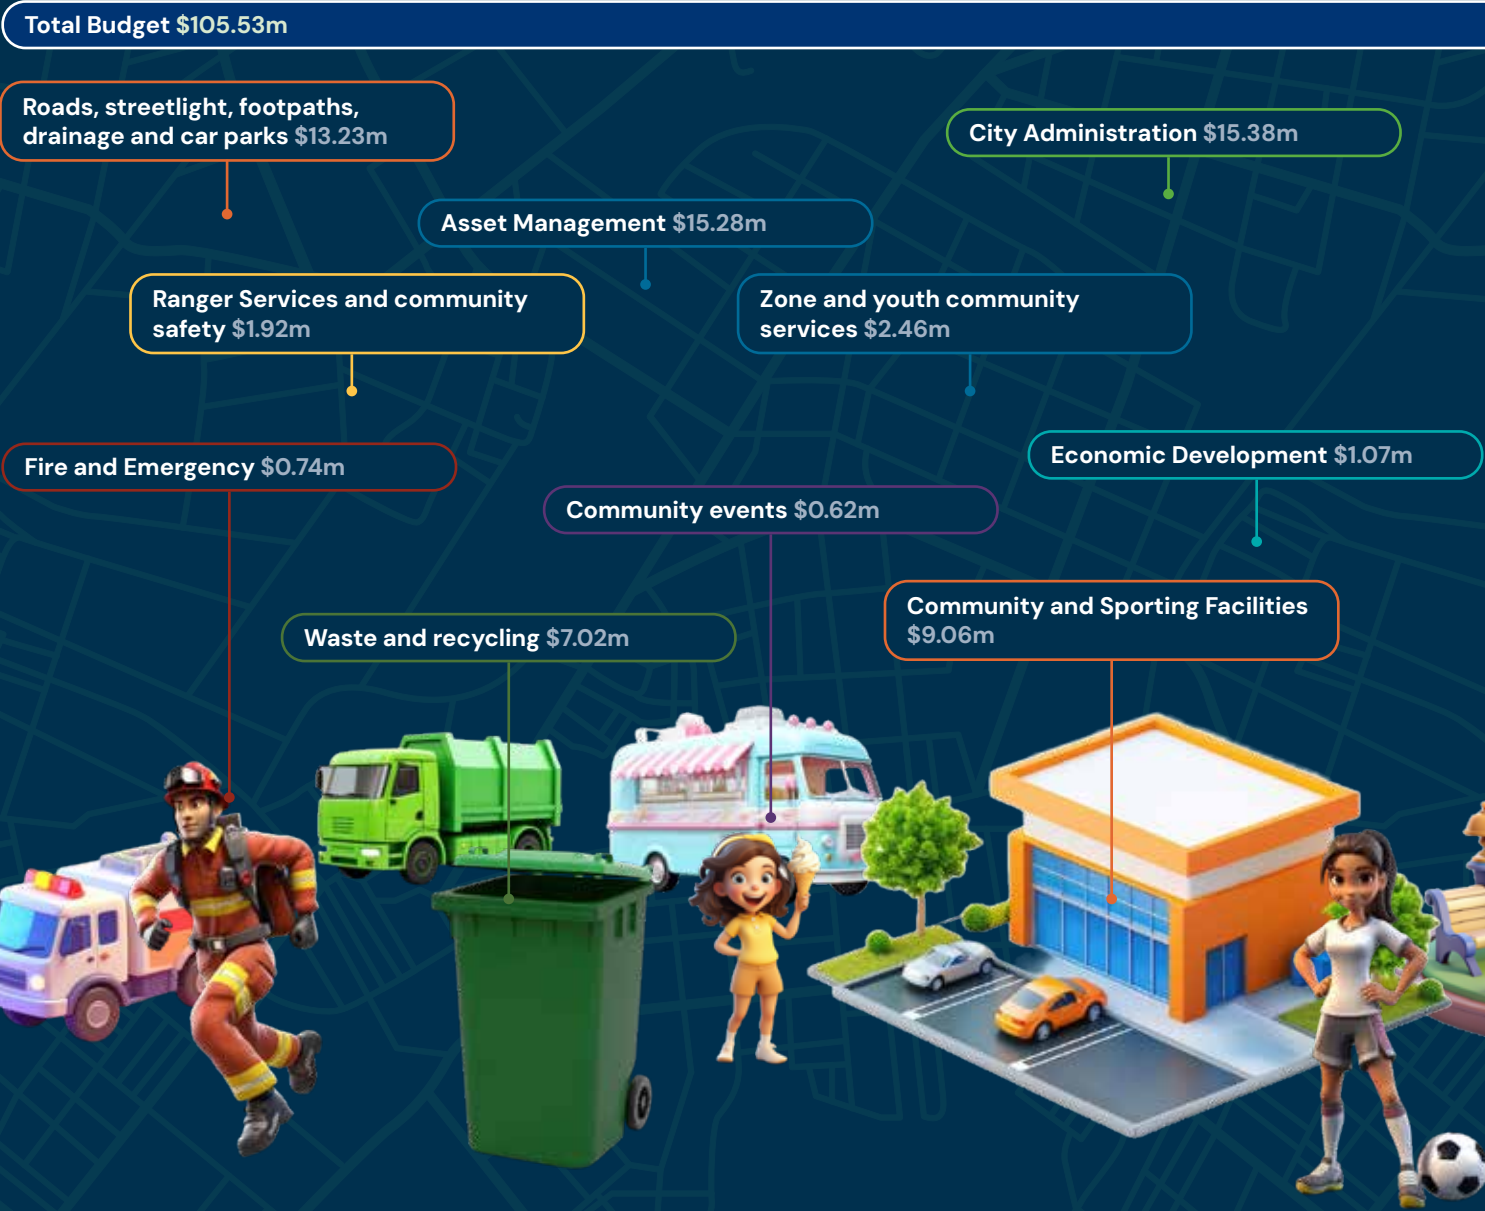 Total Budget $105.53m
Roads, streetlight, footpaths,
drainage and car parks $13.23m
City Administration $15.38m
Asset Management $15.28m
Ranger Services and community
safety $1.92m
Zone and youth community
services $2.46m
Fire and Emergency $0.74m
Economic Development $1.07m
Community events $0.62m
Community and Sporting Facilities
$9.06m
Waste and recycling $7.02m